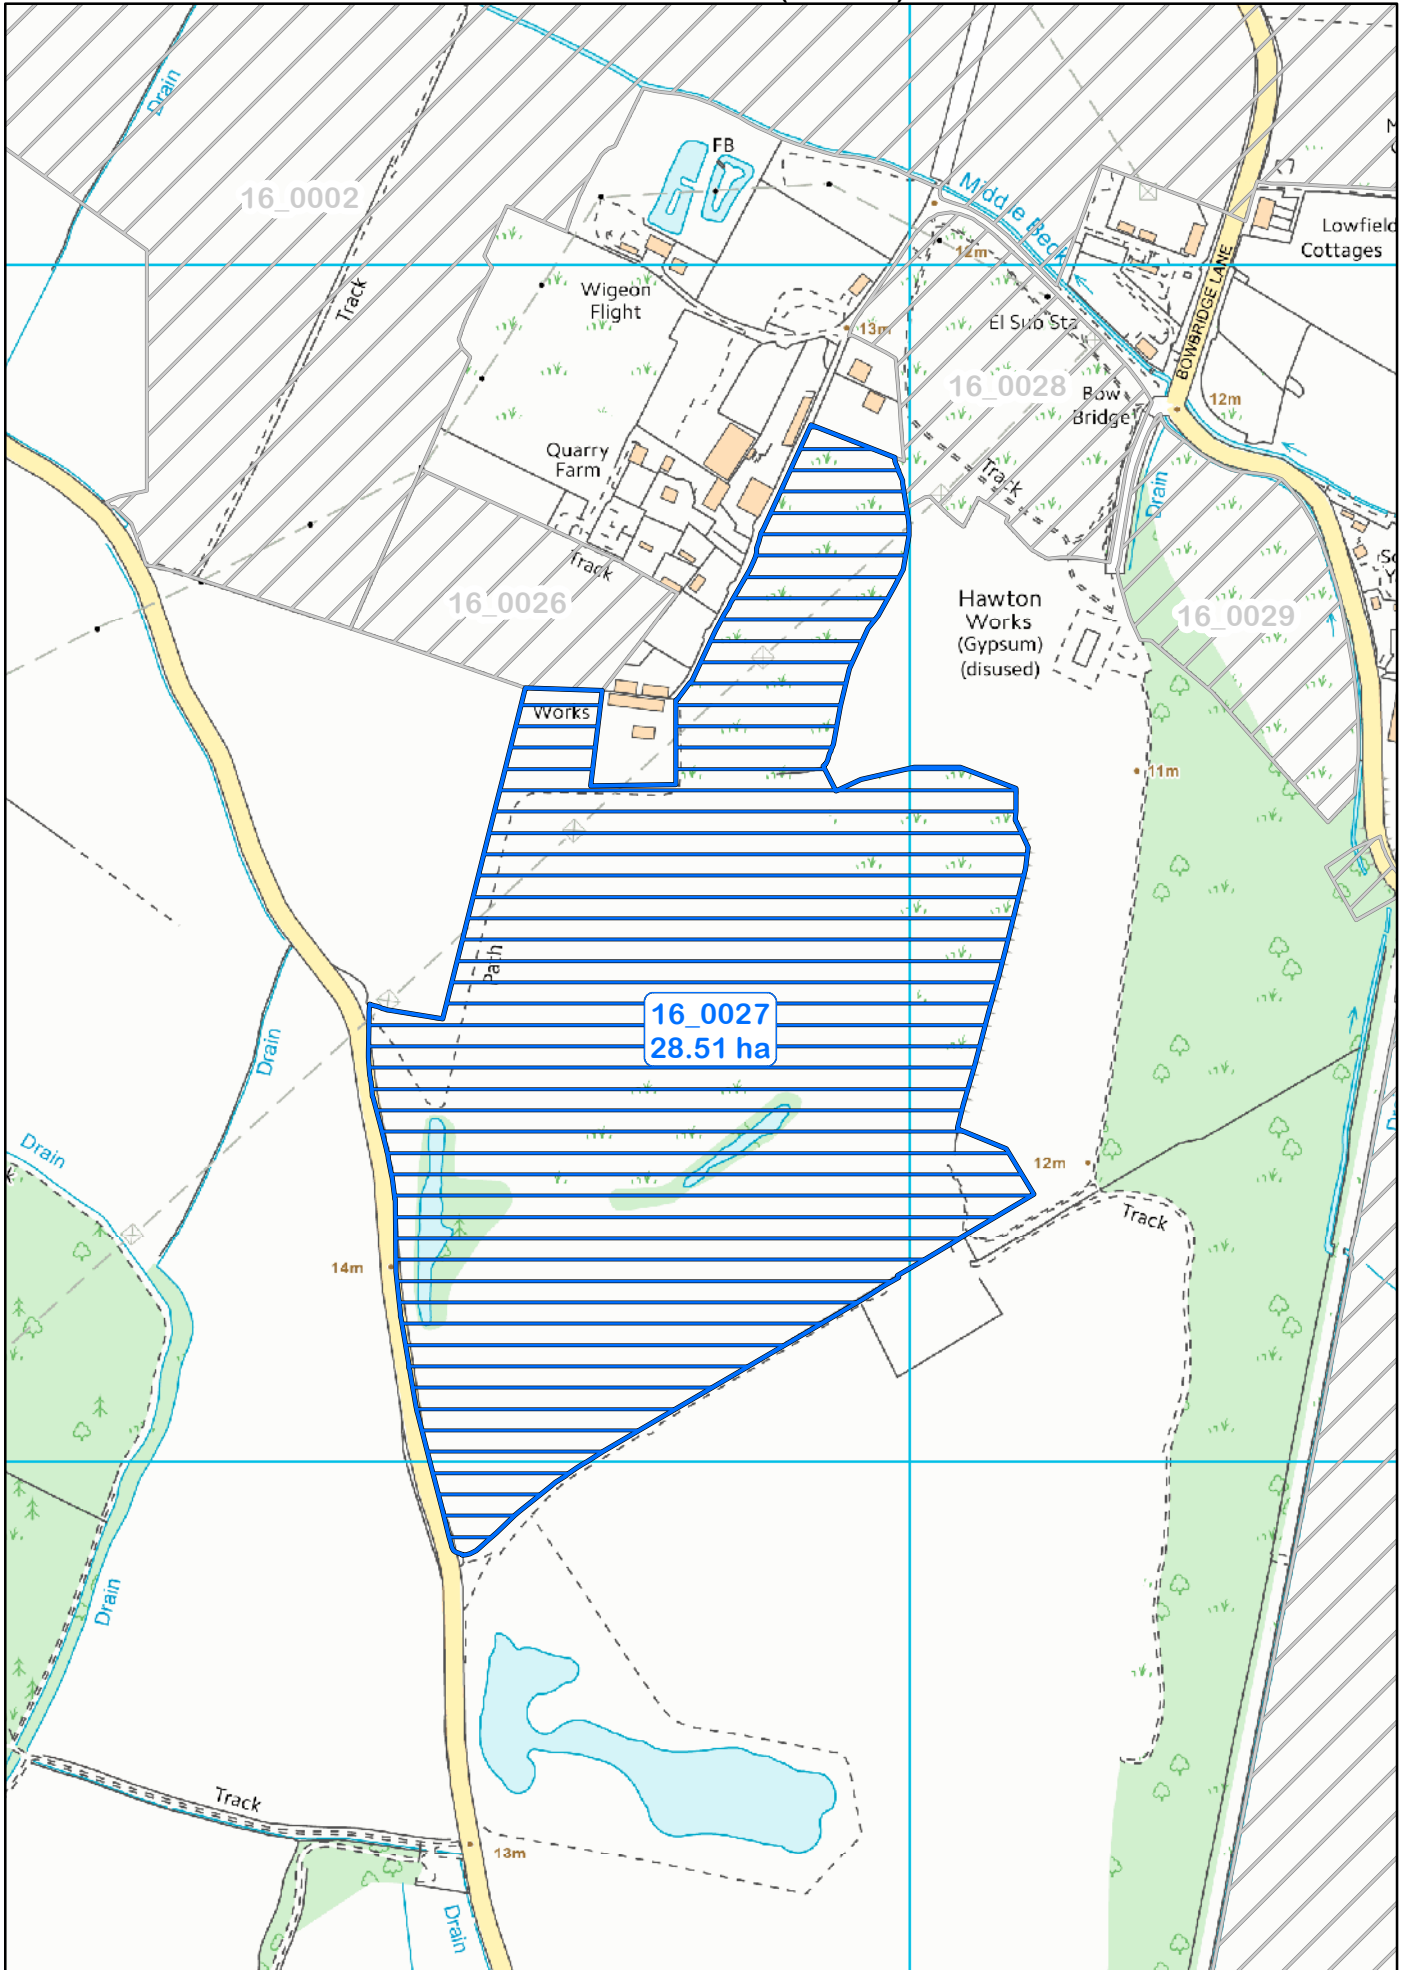 Drain
FB
16_0002
Middle Beck
Lowfield
Cottages
12m
BOWBRIDGE LANE
Track
Wigeon
Flight
13m
El Sub Sta
16_0028
Bow
Bridge
12m
Quarry
Farm
Track
Drain
Track
16_0026
Hawton
Works
(Gypsum)
(disused)
16_0029
Works
11m
Path
16_0027
28.51 ha
Drain
Drain
12m
Track
14m
Drain
Track
13m
Drain